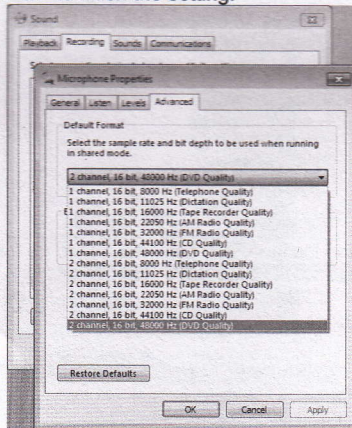 Sound
Playback Recording Sounds Communications
Microphone Properties
General Listen Levels Advanced
Default Format
Select the sample rate and bit depth to be used when running
in shared mode.
2 channel, 16 bit, 48000 Hz (DVD Quality)
1 channel, 16 bit, 8000 Hz (Telephone Quality)
1 channel, 16 bit, 11025 Hz (Dictation Quality)
1 channel, 16 bit, 16000 Hz (Tape Recorder Quality)
1 channel, 16 bit, 22050 Hz (AM Radio Quality)
1 channel, 16 bit, 32000 Hz (FM Radio Quality)
1 channel, 16 bit, 44100 Hz (CD Quality)
1 channel, 16 bit, 48000 Hz (DVD Quality)
2 channel, 16 bit, 8000 Hz (Telephone Quality)
2 channel, 16 bit, 11025 Hz (Dictation Quality)
2 channel, 16 bit, 16000 Hz (Tape Recorder Quality)
2 channel, 16 bit, 22050 Hz (AM Radio Quality)
2 channel, 16 bit, 32000 Hz (FM Radio Quality)
2 channel, 16 bit, 44100 Hz (CD Quality)
2 channel, 16 bit, 48000 Hz (DVD Quality)
Restore Defaults
OK Cancel Apply